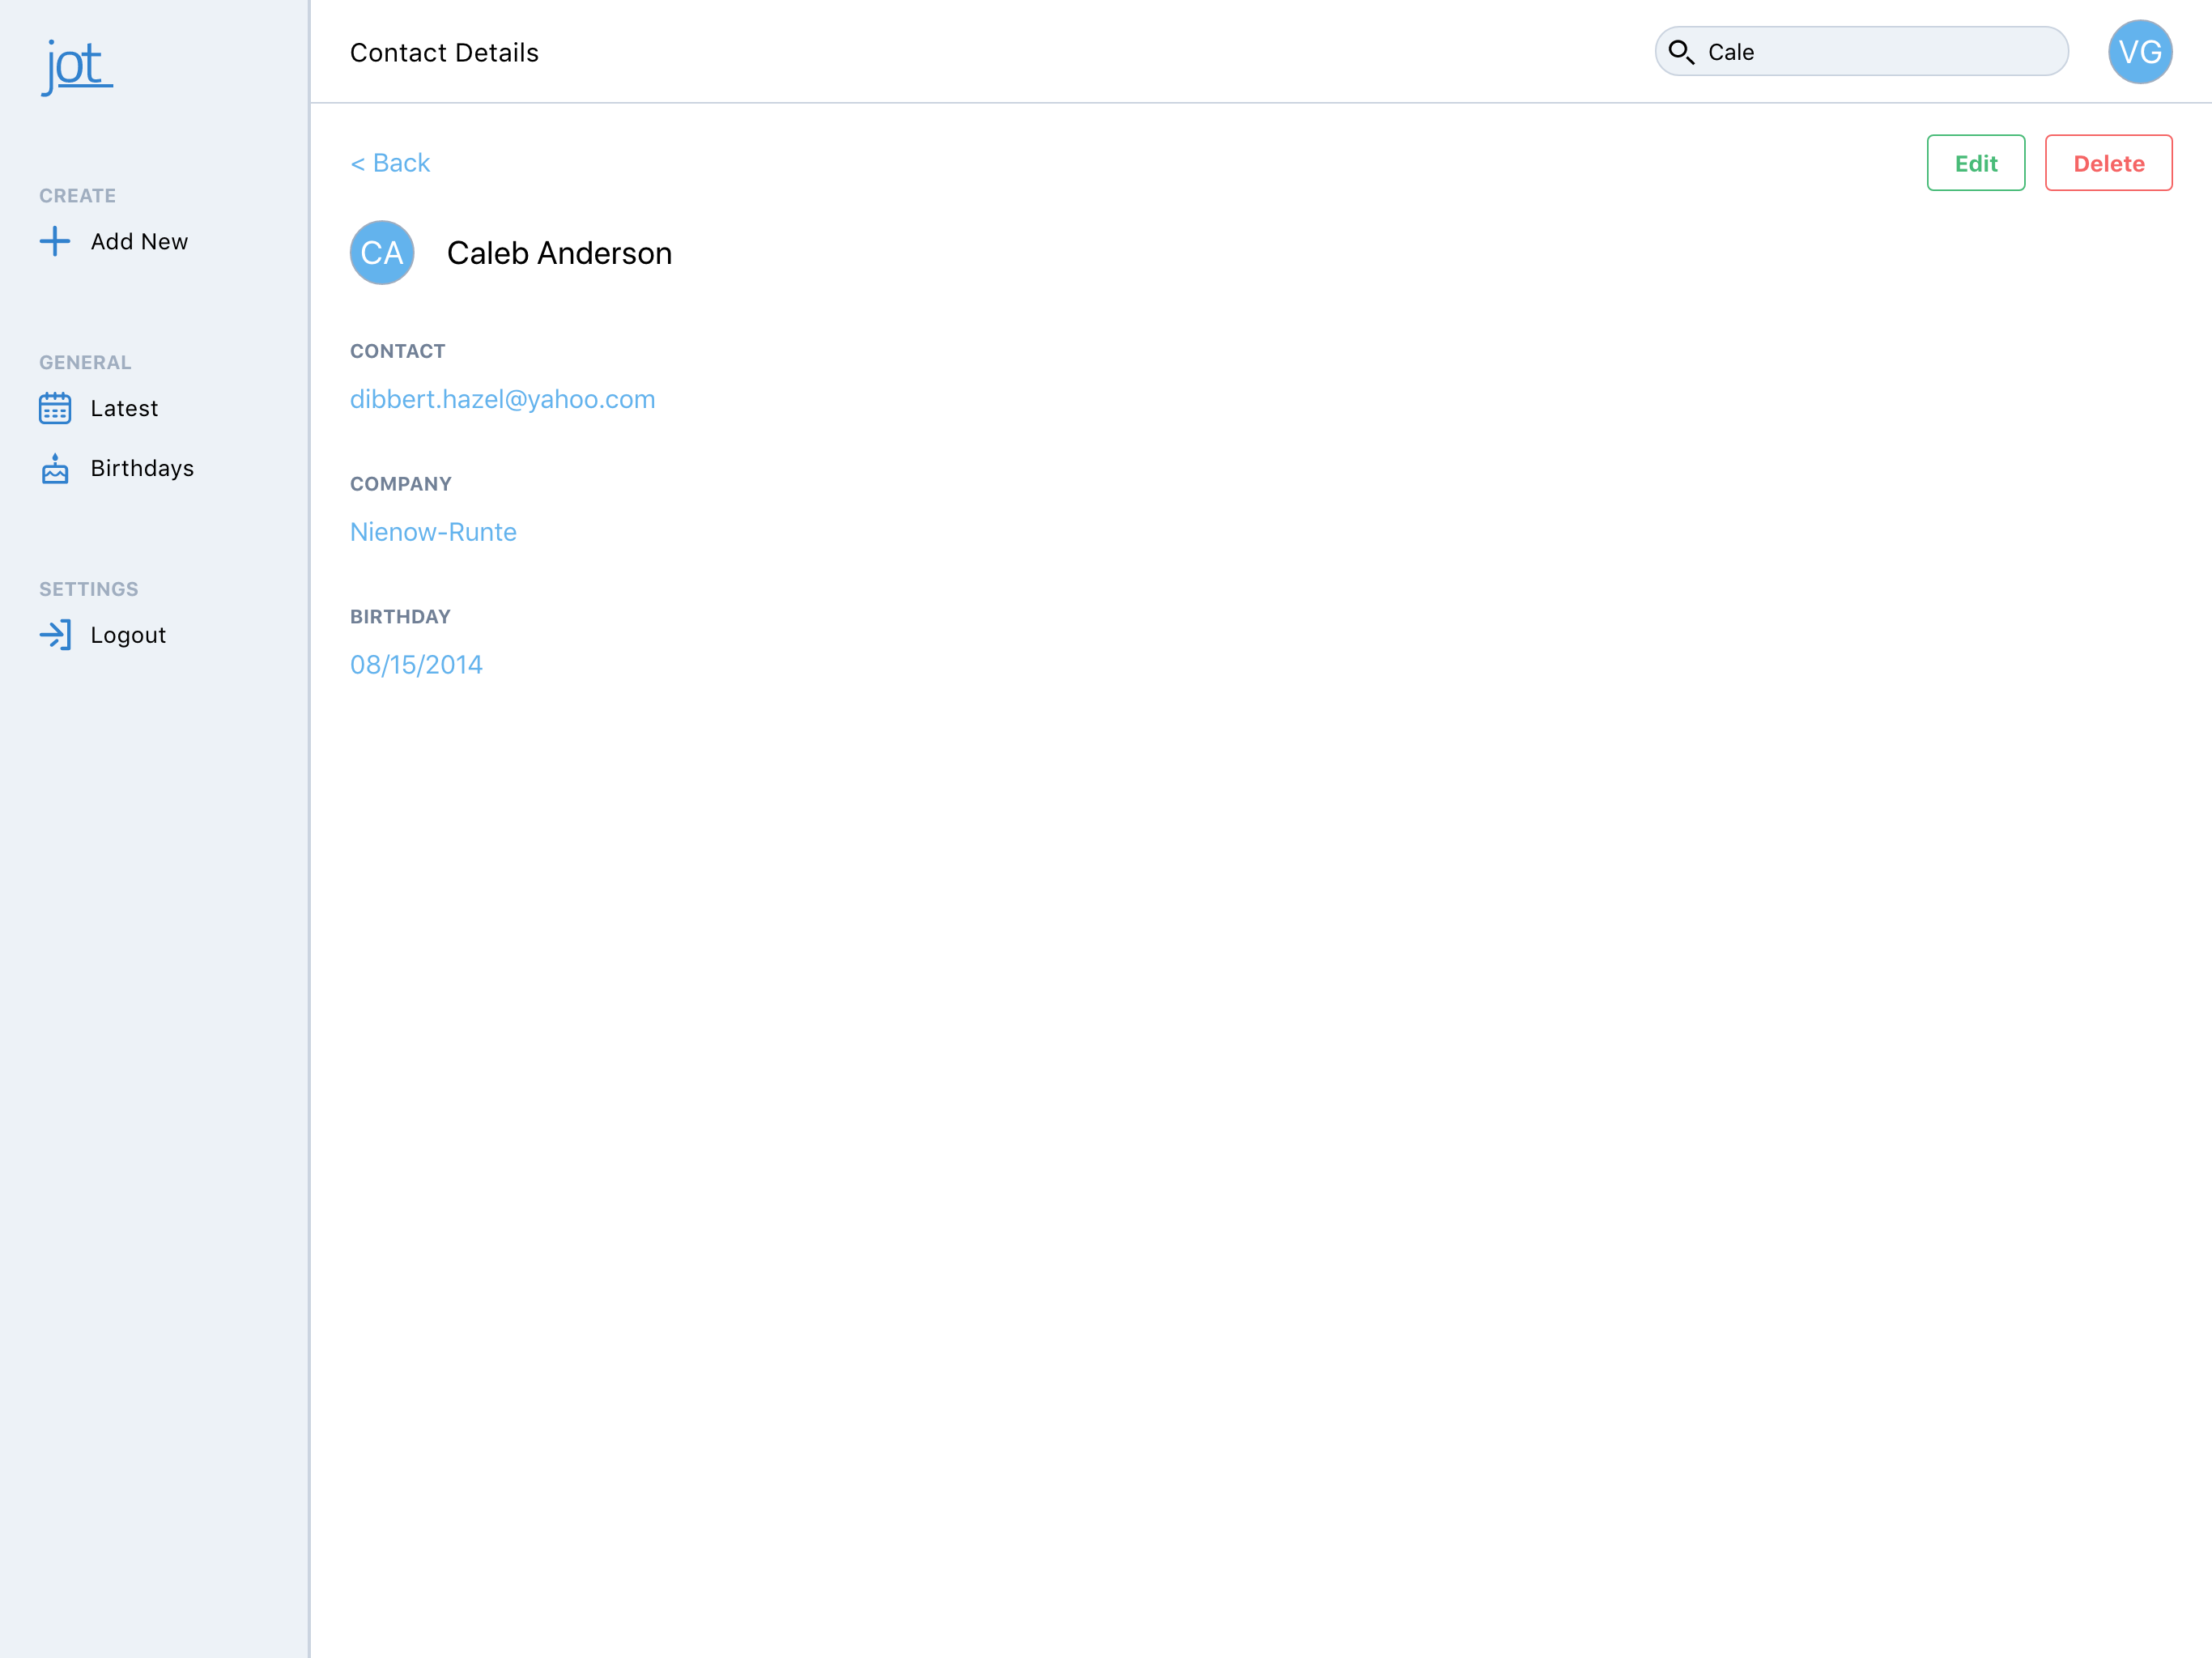 jot
CREATE
Add New
GENERAL
Latest
Birthdays
SETTINGS
Logout
Contact Details
Cale
VG
< Back
Edit
Delete
CA
Caleb Anderson
CONTACT
dibbert.hazel@yahoo.com
COMPANY
Nienow-Runte
BIRTHDAY
08/15/2014